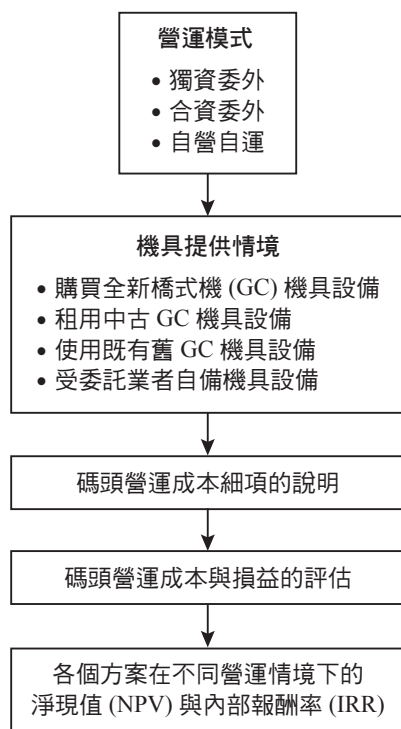 營運模式
• 獨資委外
• 合資委外
• 自營自運
機具提供情境
• 購買全新橋式機 (GC) 機具設備
• 租用中古 GC 機具設備
• 使用既有舊 GC 機具設備
• 受委託業者自備機具設備
碼頭營運成本細項的說明
碼頭營運成本與損益的評估
各個方案在不同營運情境下的
淨現值 (NPV) 與內部報酬率 (IRR)